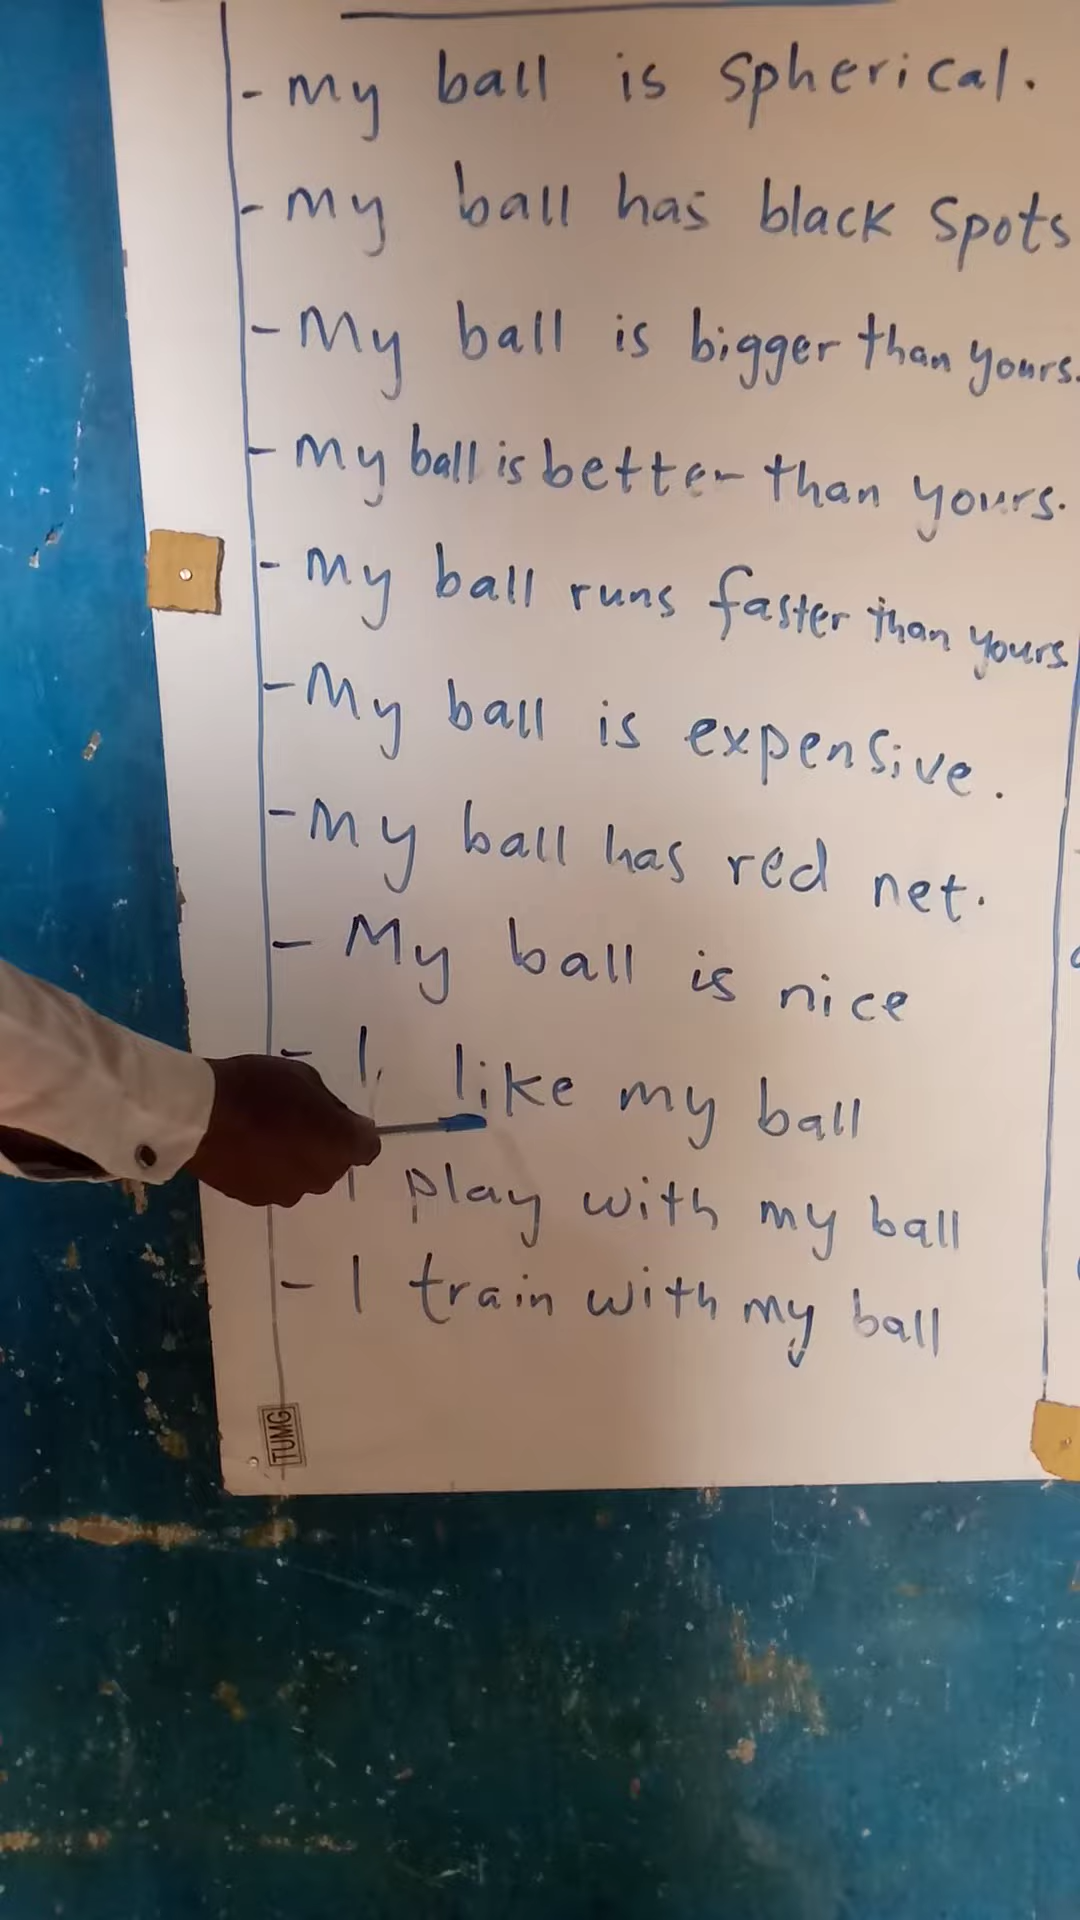 - My ball is spherical.
- My ball has black spots
- My ball is bigger than yours.
- My ball is better than yours.
- My ball runs faster than yours
- My ball is expensive.
- My ball has red net.
- My ball is nice
- I like my ball
I play with my ball
- I train with my ball
TUMG